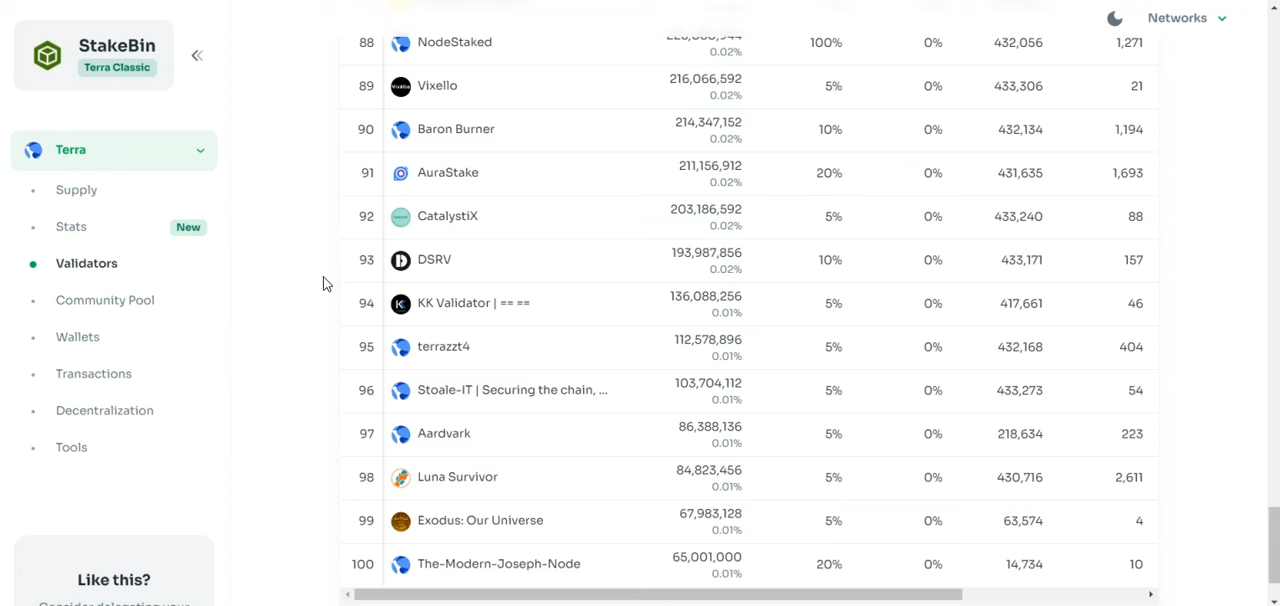 StakeBin
Terra Classic
Networks
Terra
Supply
Stats
New
Validators
Community Pool
Wallets
Transactions
Decentralization
Tools
Like this?
88 NodeStaked 100% 0% 432,056 1,271
0.02%
89 Vixello 216,066,592 5% 0% 433,306 21
0.02%
90 Baron Burner 214,347,152 10% 0% 432,134 1,194
0.02%
91 AuraStake 211,156,912 20% 0% 431,635 1,693
0.02%
92 CatalystiX 203,186,592 5% 0% 433,240 88
0.02%
93 DSRV 193,987,856 10% 0% 433,171 157
0.02%
94 KK Validator | == == 136,088,256 5% 0% 417,661 46
0.01%
95 terrazzt4 112,578,896 5% 0% 432,168 404
0.01%
96 Stoale-IT | Securing the chain, ... 103,704,112 5% 0% 433,273 54
0.01%
97 Aardvark 86,388,136 5% 0% 218,634 223
0.01%
98 Luna Survivor 84,823,456 5% 0% 430,716 2,611
0.01%
99 Exodus: Our Universe 67,983,128 5% 0% 63,574 4
0.01%
100 The-Modern-Joseph-Node 65,001,000 20% 0% 14,734 10
0.01%